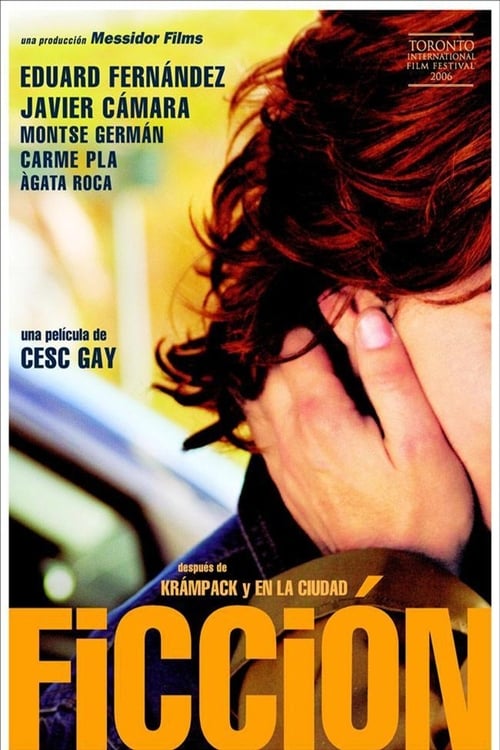 una producción Messidor Films
TORONTO
INTERNATIONAL
FILM FESTIVAL
2006
EDUARD FERNÁNDEZ
JAVIER CÁMARA
MONTSE GERMÁN
CARME PLA
ÀGATA ROCA
una película de
CESC GAY
después de
KRÁMPACK y EN LA CIUDAD
FiCCiÓN